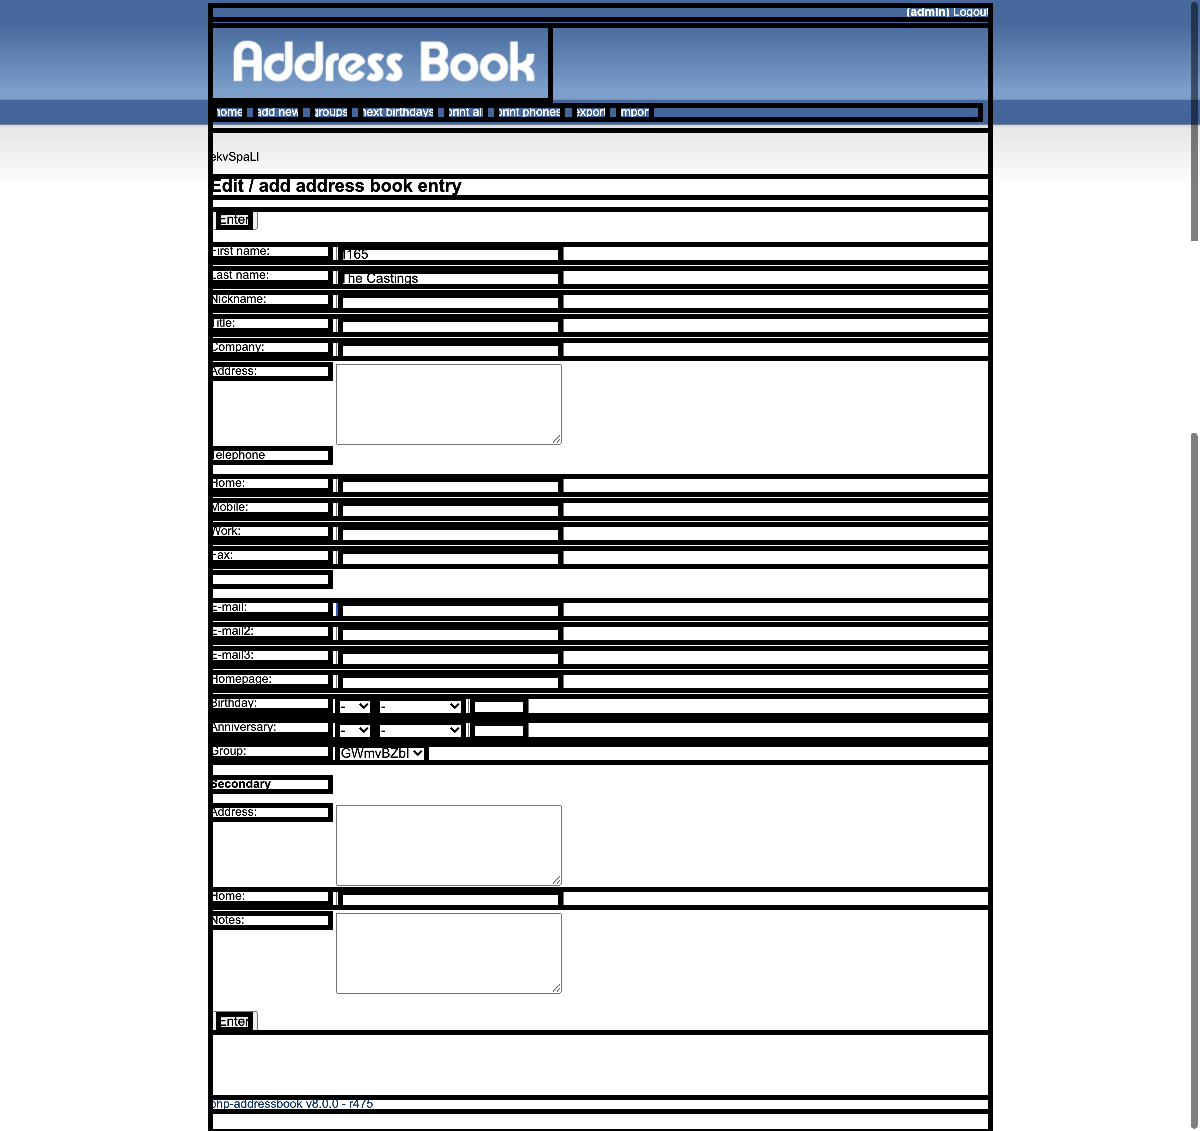 (admin) Logout
Address Book
home add new groups next birthdays print all print phones export import
ekvSpaLI
Edit / add address book entry
Enter
First name: 1165
Last name: The Castings
Nickname:
Title:
Company:
Address:
Telephone
Home:
Mobile:
Work:
Fax:
E-mail:
E-mail2:
E-mail3:
Homepage:
Birthday: - -
Anniversary: - -
Group: GWmvBZbI
Secondary
Address:
Home:
Notes:
Enter
php-addressbook v8.0.0 - r475